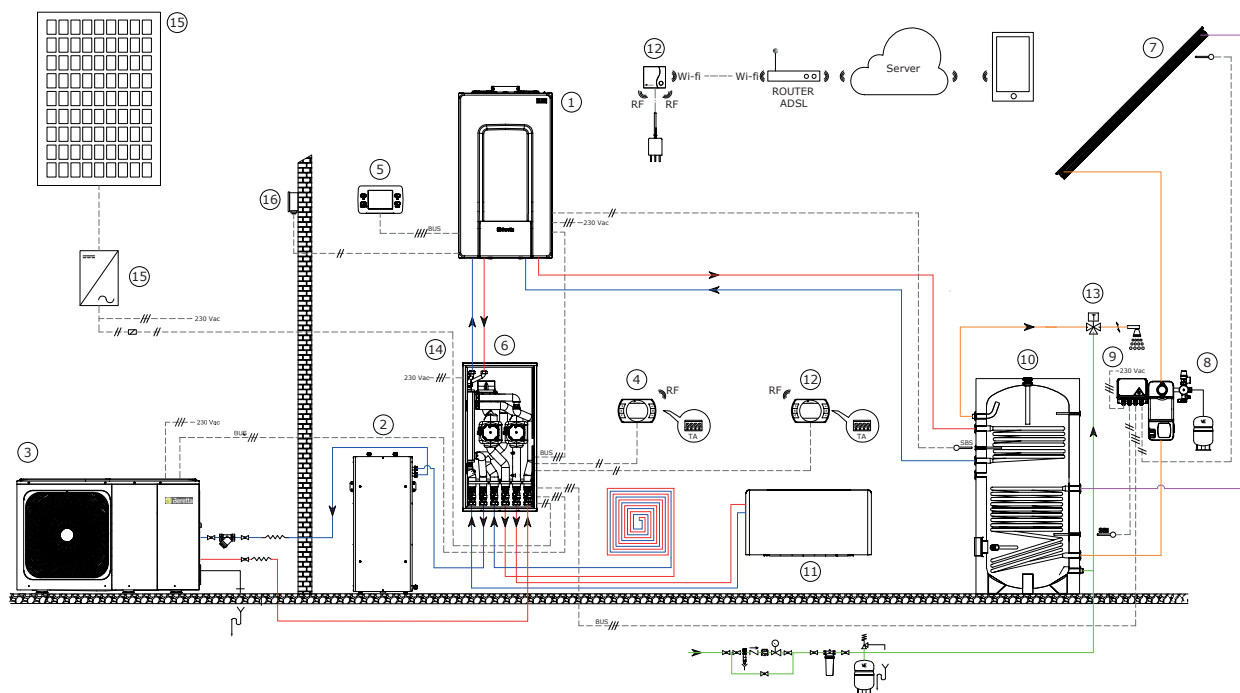 15
12
Wi-fi
Wi-fi
Server
7
RF
RF
ROUTER
ADSL
1
5
16
BUS
230 Vac
15
230 Vac
13
14
6
230 Vac
10
9
8
230 Vac
4
RF
TA
RF
12
TA
2
230 Vac
BUS
BUS
SBS
3
11
BUS